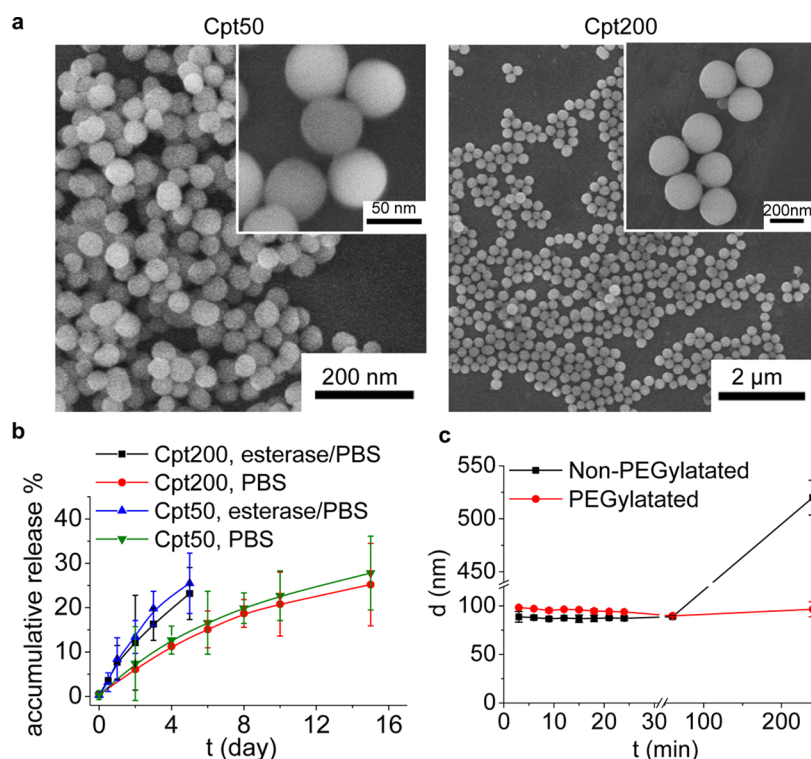 a
Cpt50
Cpt200
50 nm
200nm
200 nm
2 µm
b
Cpt200, esterase/PBS
Cpt200, PBS
Cpt50, esterase/PBS
Cpt50, PBS
accumulative release %
40
30
20
10
0
0 4 8 12 16
t (day)
c
Non-PEGylatated
PEGylatated
d (nm)
550
500
450
100
75
50
25
0
0 10 20 30 100 200
t (min)